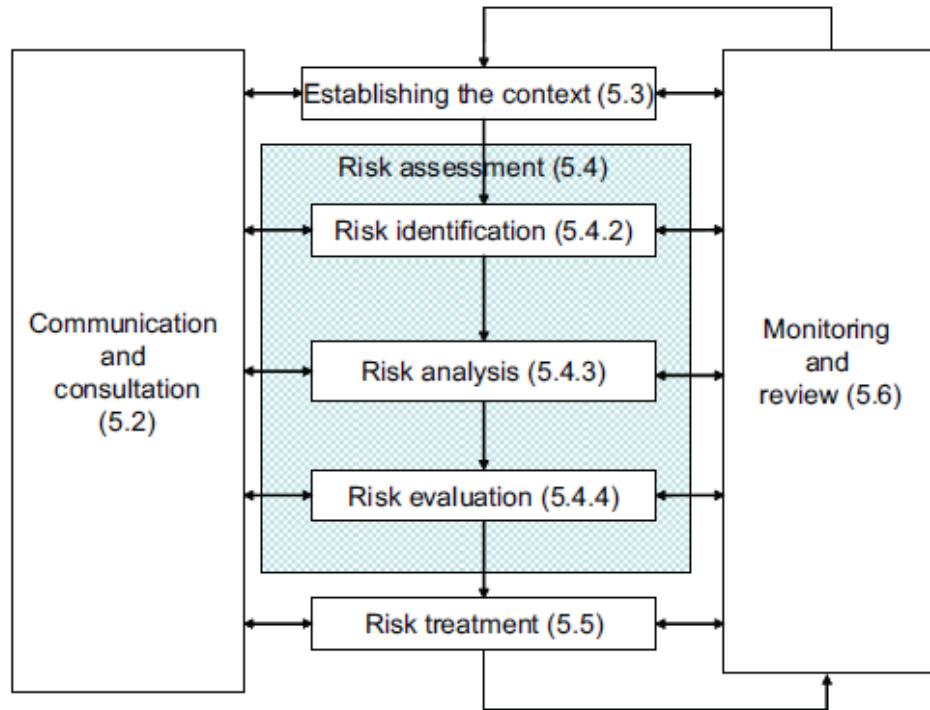 Establishing the context (5.3)
Risk assessment (5.4)
Risk identification (5.4.2)
Communication
and
consultation
(5.2)
Risk analysis (5.4.3)
Monitoring
and
review (5.6)
Risk evaluation (5.4.4)
Risk treatment (5.5)